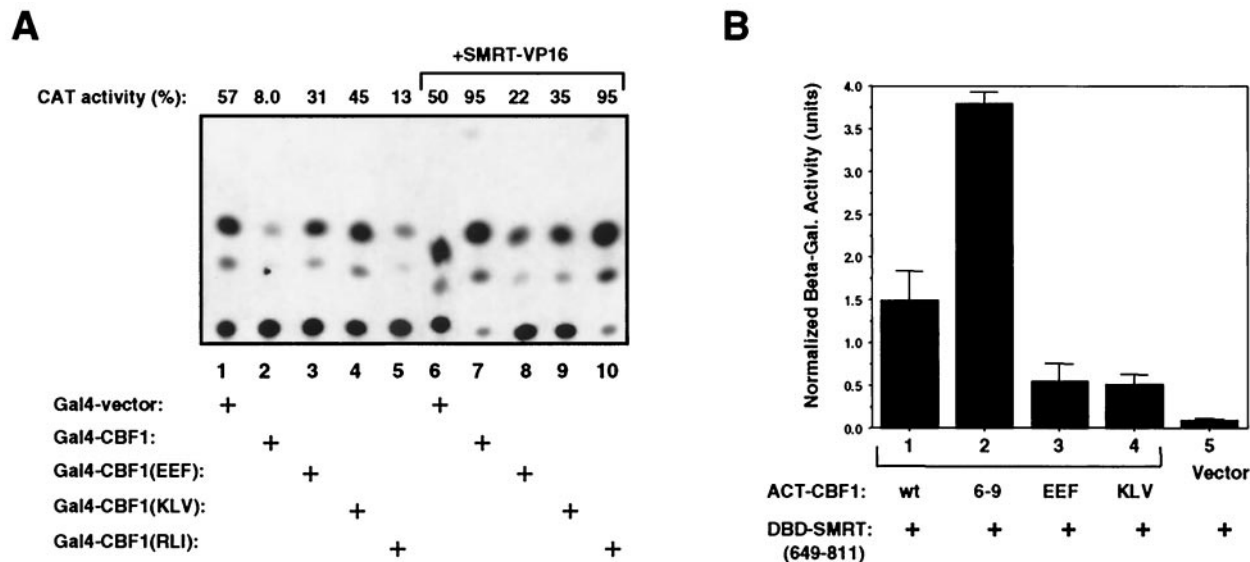 A
+SMRT-VP16
CAT activity (%): 57 8.0 31 45 13 50 95 22 35 95
1 2 3 4 5 6 7 8 9 10
Gal4-vector: + +
Gal4-CBF1: + +
Gal4-CBF1(EEF): + +
Gal4-CBF1(KLV): + +
Gal4-CBF1(RLI): + +
B
Normalized Beta-Gal. Activity (units)
4.0
3.5
3.0
2.5
2.0
1.5
1.0
0.5
0.0
1 2 3 4 5
Vector
ACT-CBF1: wt 6-9 EEF KLV
DBD-SMRT: + + + + +
(649-811)